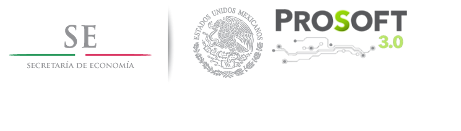 SE
SECRETARÍA DE ECONOMÍA
ESTADOS UNIDOS MEXICANOS
PROSOFT
3.0